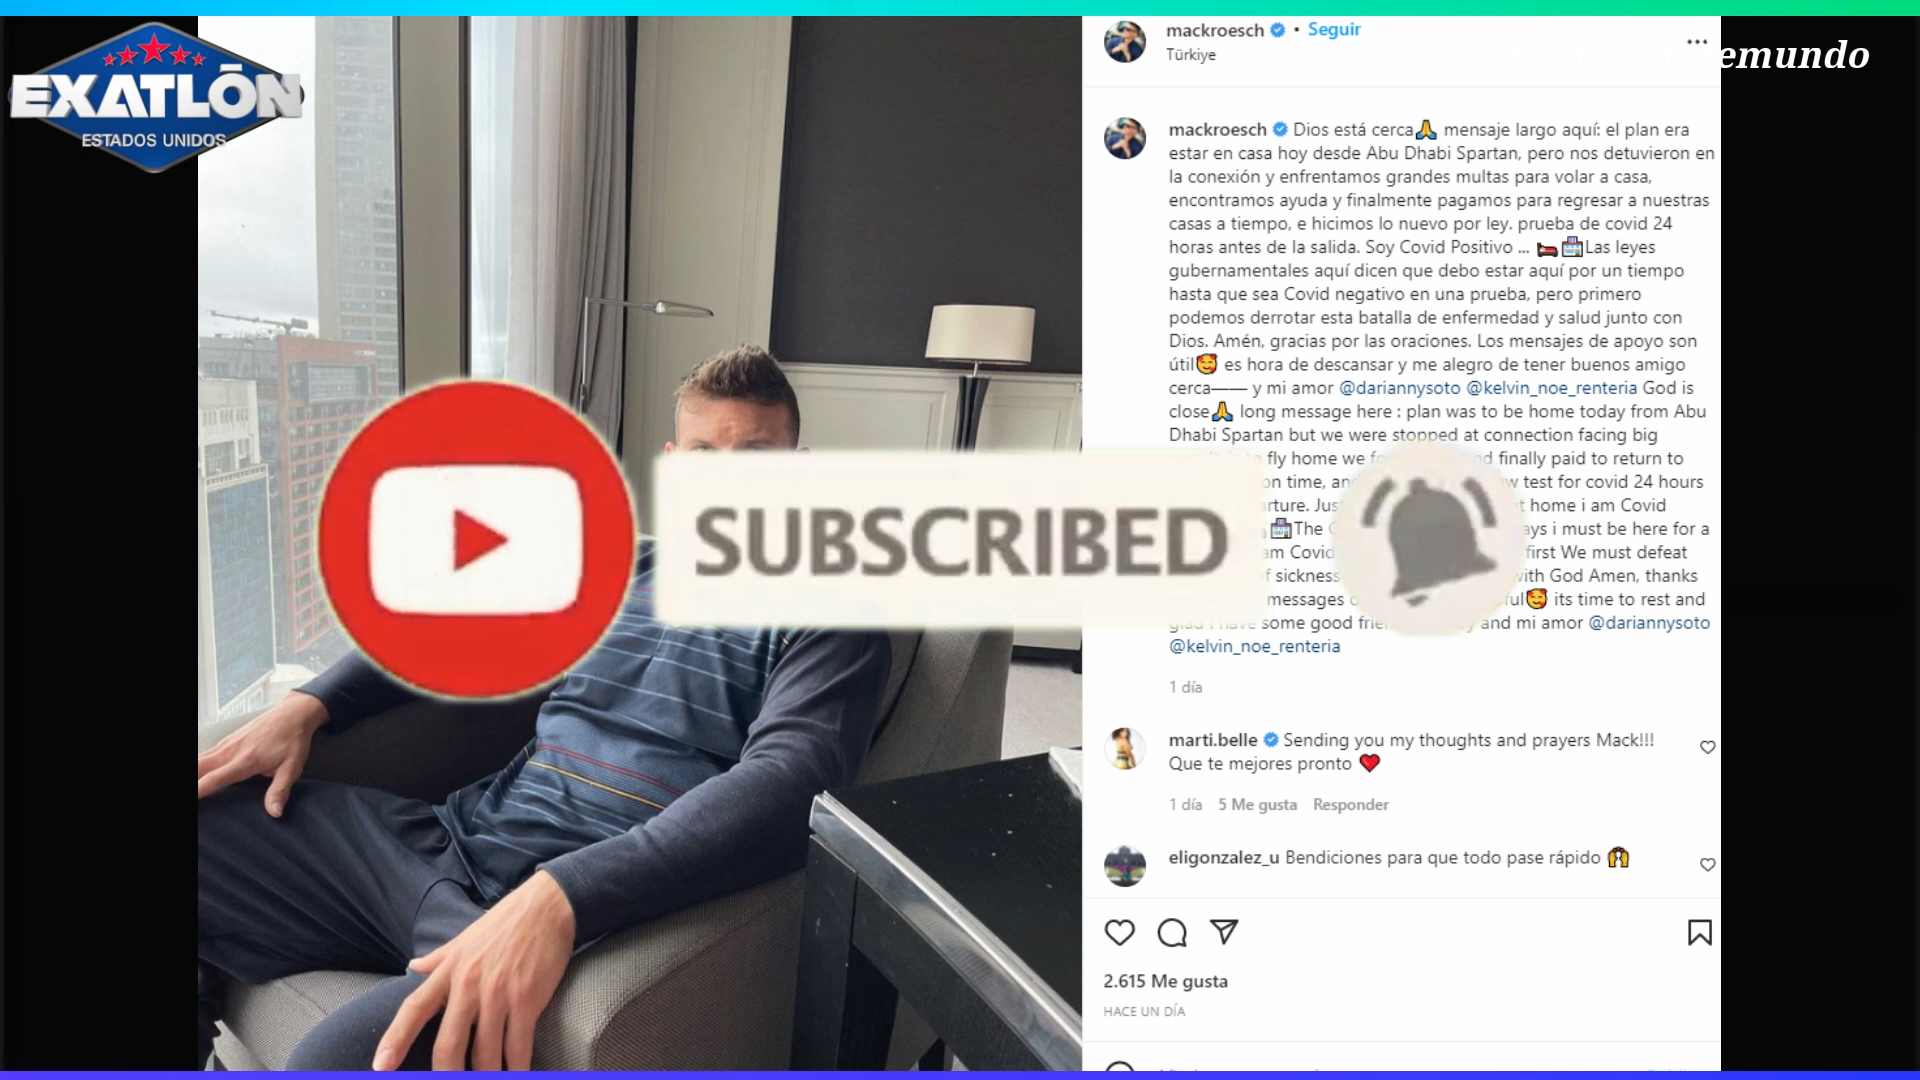 EXATLÓN
ESTADOS UNIDOS
emundo
mackroesch • Seguir
Türkiye
mackroesch Dios está cerca🙏 mensaje largo aquí: el plan era
estar en casa hoy desde Abu Dhabi Spartan, pero nos detuvieron en
la conexión y enfrentamos grandes multas para volar a casa,
encontramos ayuda y finalmente pagamos para regresar a nuestras
casas a tiempo, e hicimos lo nuevo por ley. prueba de covid 24
horas antes de la salida. Soy Covid Positivo ... 🛌🏥Las leyes
gubernamentales aquí dicen que debo estar aquí por un tiempo
hasta que sea Covid negativo en una prueba, pero primero
podemos derrotar esta batalla de enfermedad y salud junto con
Dios. Amén, gracias por las oraciones. Los mensajes de apoyo son
útil🥰 es hora de descansar y me alegro de tener buenos amigo
cerca—— y mi amor @dariannysoto @kelvin_noe_renteria God is
close🙏 long message here : plan was to be home today from Abu
Dhabi Spartan but we were stopped at connection facing big
fly home we finally paid to return to
on time, test for covid 24 hours
home i am Covid
🏥The i must be here for a
am Covid first We must defeat
sickness with God Amen, thanks
messages 🥰 its time to rest and
some good and mi amor @dariannysoto
@kelvin_noe_renteria
1 día
SUBSCRIBED
marti.belle Sending you my thoughts and prayers Mack!!!
Que te mejores pronto ❤️
1 día 5 Me gusta Responder
eligonzalez_u Bendiciones para que todo pase rápido 🙌
2.615 Me gusta
HACE UN DÍA